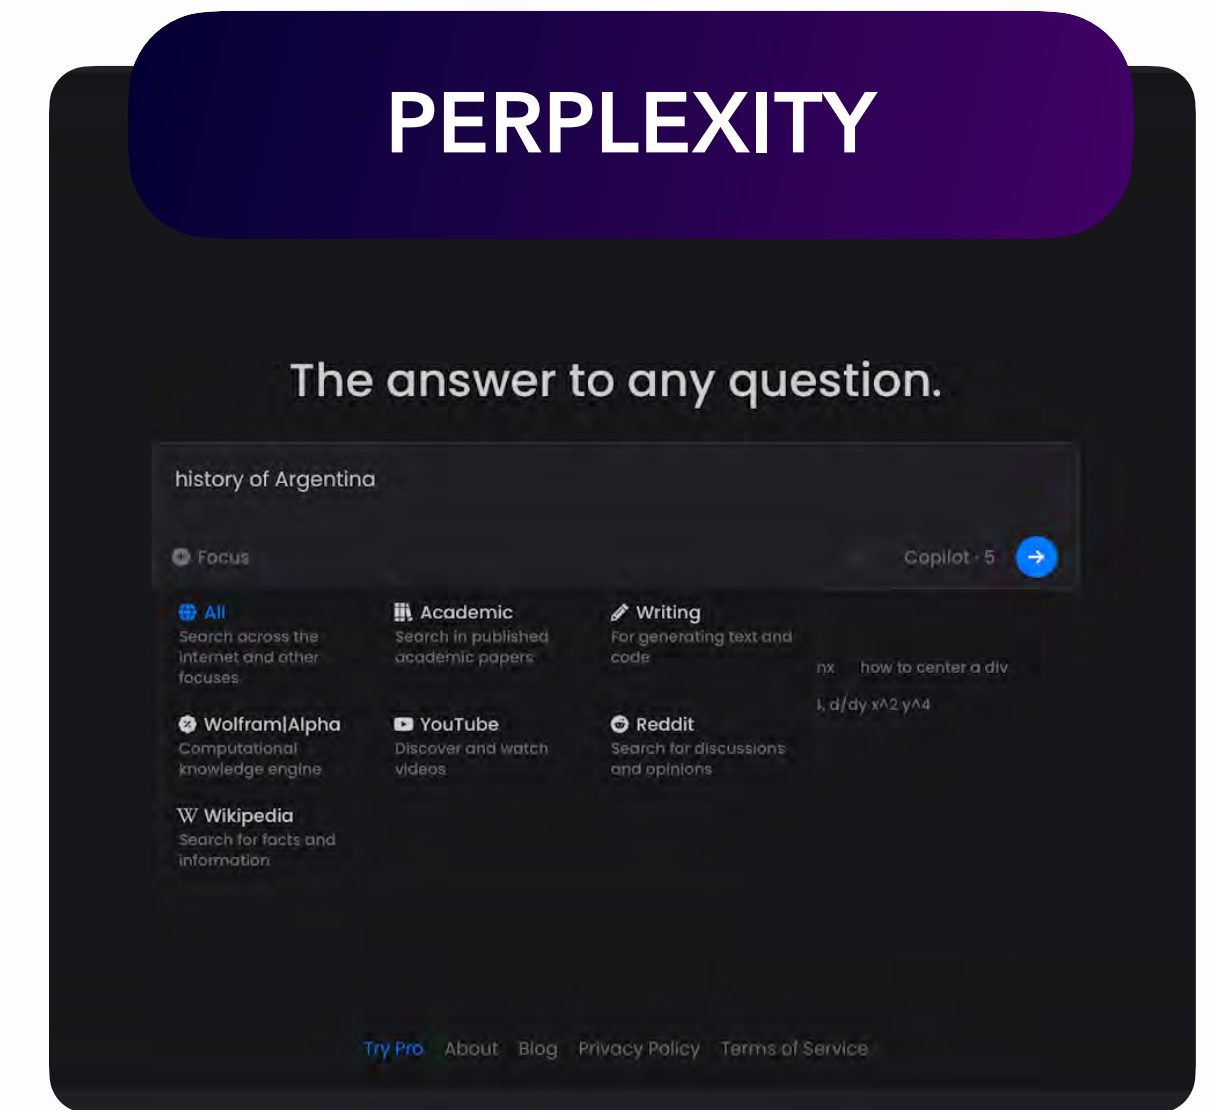 PERPLEXITY
The answer to any question.
history of Argentina
Focus
Copilot · 5
All
Search across the
internet and other
focuses
Academic
Search in published
academic papers
Writing
For generating text and
code
nx how to center a div
, d/dy x^2 y^4
Wolfram|Alpha
Computational
knowledge engine
YouTube
Discover and watch
videos
Reddit
Search for discussions
and opinions
Wikipedia
Search for facts and
information
Try Pro About Blog Privacy Policy Terms of Service